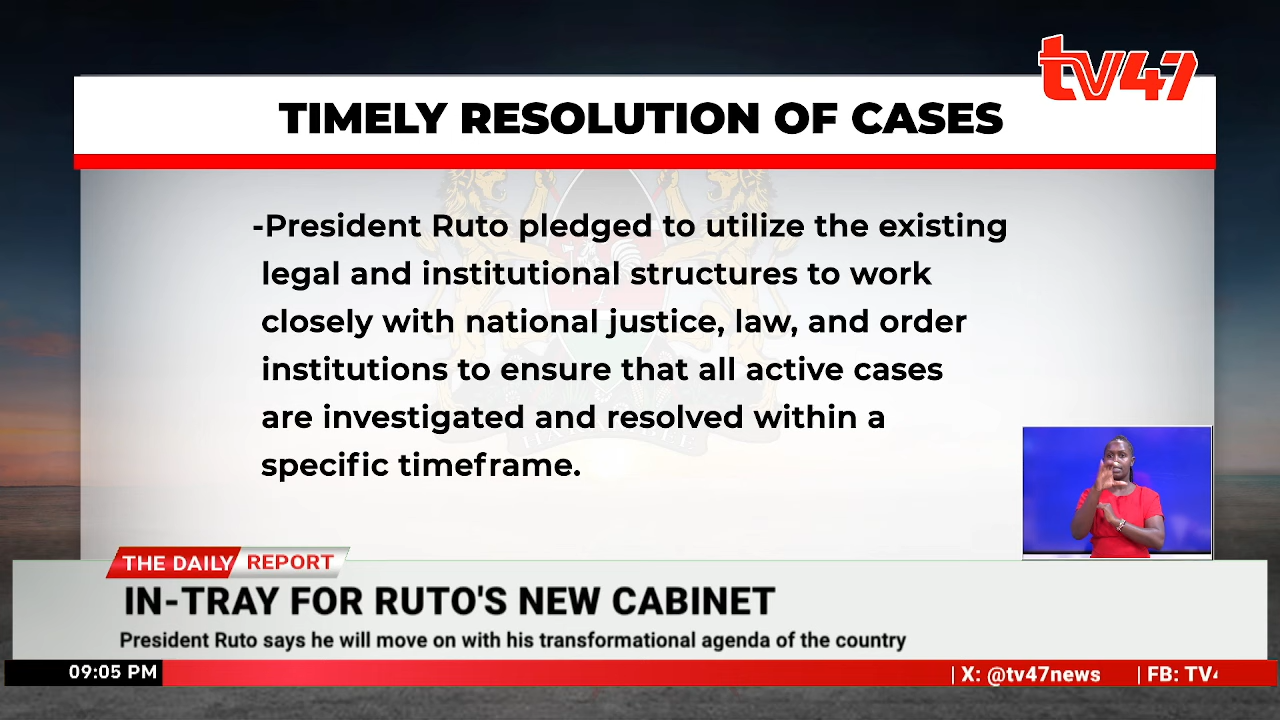 tv47
TIMELY RESOLUTION OF CASES
-President Ruto pledged to utilize the existing
legal and institutional structures to work
closely with national justice, law, and order
institutions to ensure that all active cases
are investigated and resolved within a
specific timeframe.
THE DAILY REPORT
IN-TRAY FOR RUTO'S NEW CABINET
President Ruto says he will move on with his transformational agenda of the country
09:05 PM | X: @tv47news | FB: TV4